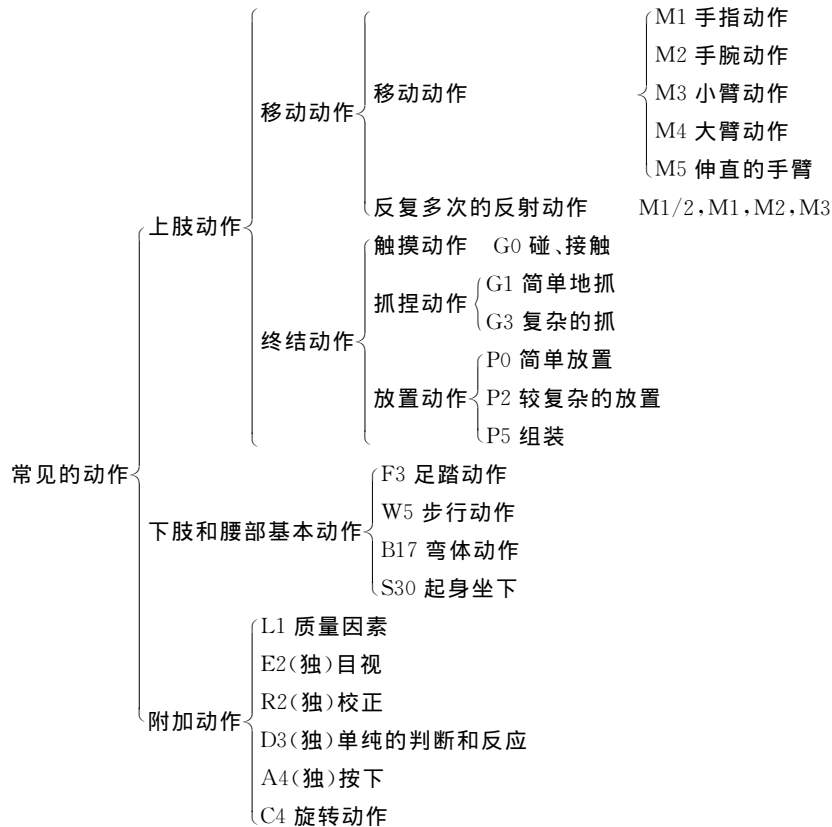 M1 手指动作
M2 手腕动作
移动动作
M3 小臂动作
移动动作
M4 大臂动作
M5 伸直的手臂
反复多次的反射动作 M1/2,M1,M2,M3
上肢动作
触摸动作 G0 碰、接触
G1 简单地抓
抓捏动作
G3 复杂的抓
终结动作
P0 简单放置
放置动作 P2 较复杂的放置
P5 组装
常见的动作
F3 足踏动作
W5 步行动作
下肢和腰部基本动作
B17 弯体动作
S30 起身坐下
L1 质量因素
E2(独)目视
R2(独)校正
附加动作
D3(独)单纯的判断和反应
A4(独)按下
C4 旋转动作